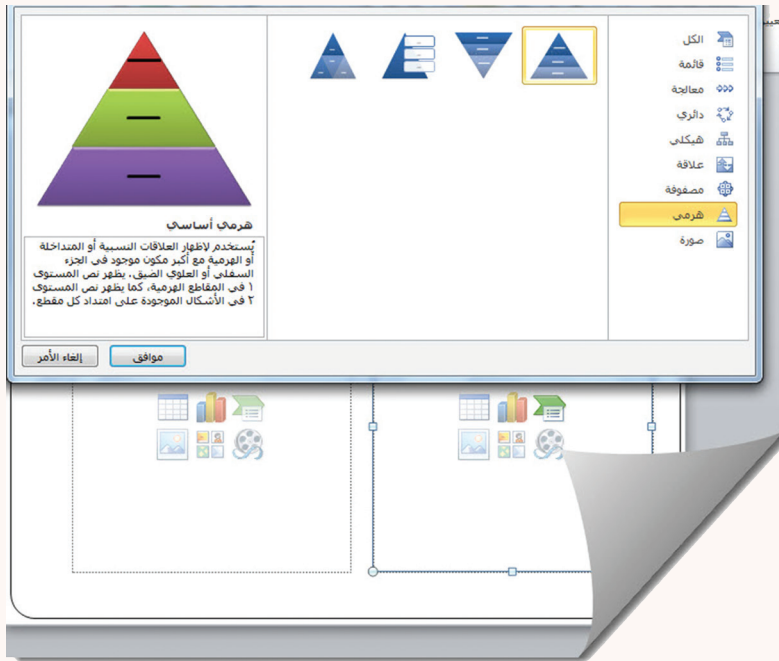 الكل
قائمة
معالجة
دائري
هيكلي
علاقة
مصفوفة
هرمي
صورة
هرمي أساسي
يُستخدم لإظهار العلاقات النسبية أو المتداخلة
أو الهرمية مع أكبر مكون موجود في الجزء
السفلي أو العلوي الضيق. يظهر نص المستوى
١ في المقاطع الهرمية، كما يظهر نص المستوى
٢ في الأشكال الموجودة على امتداد كل مقطع.
موافق
إلغاء الأمر